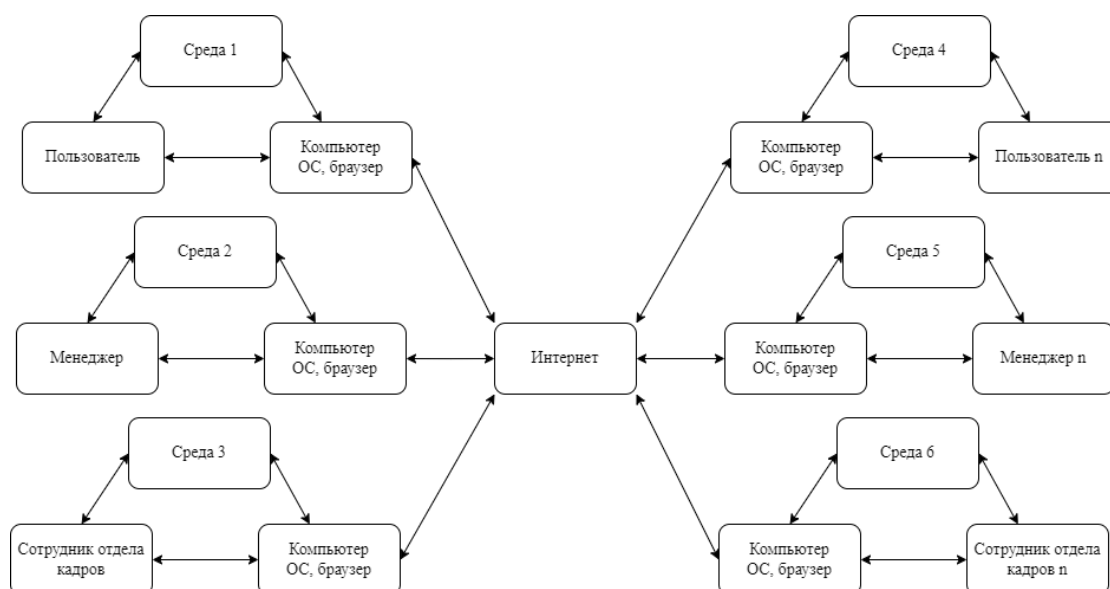 Среда 1
Среда 4
Пользователь
Компьютер
ОС, браузер
Компьютер
ОС, браузер
Пользователь n
Среда 2
Среда 5
Менеджер
Компьютер
ОС, браузер
Интернет
Компьютер
ОС, браузер
Менеджер n
Среда 3
Среда 6
Сотрудник отдела
кадров
Компьютер
ОС, браузер
Компьютер
ОС, браузер
Сотрудник отдела
кадров n